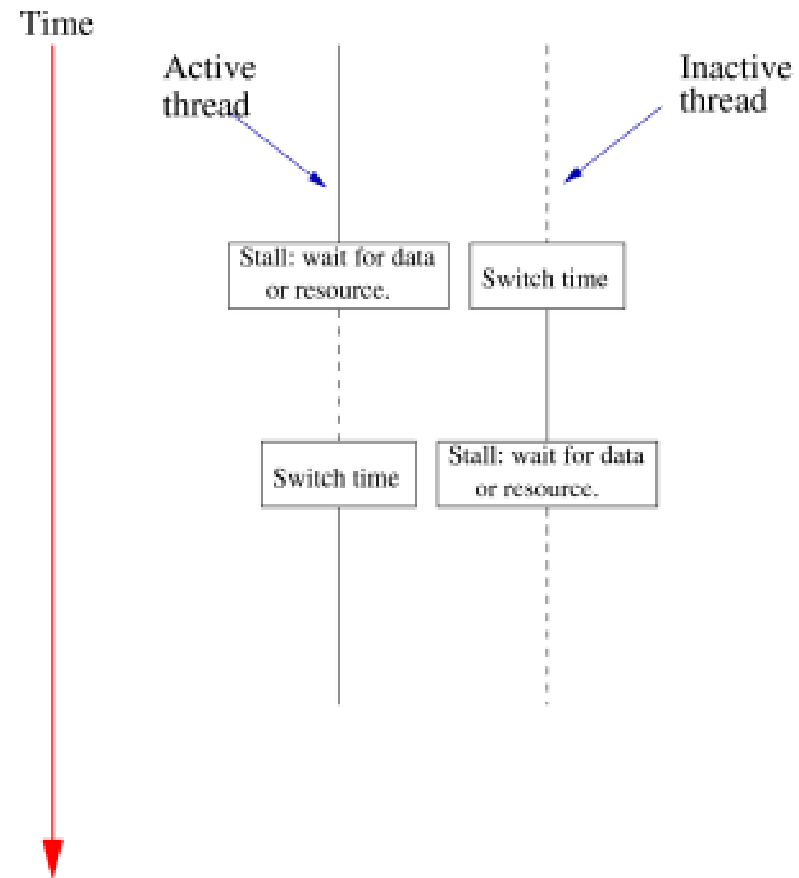 Time
Active
thread
Inactive
thread
Stall: wait for data
or resource.
Switch time
Switch time
Stall: wait for data
or resource.